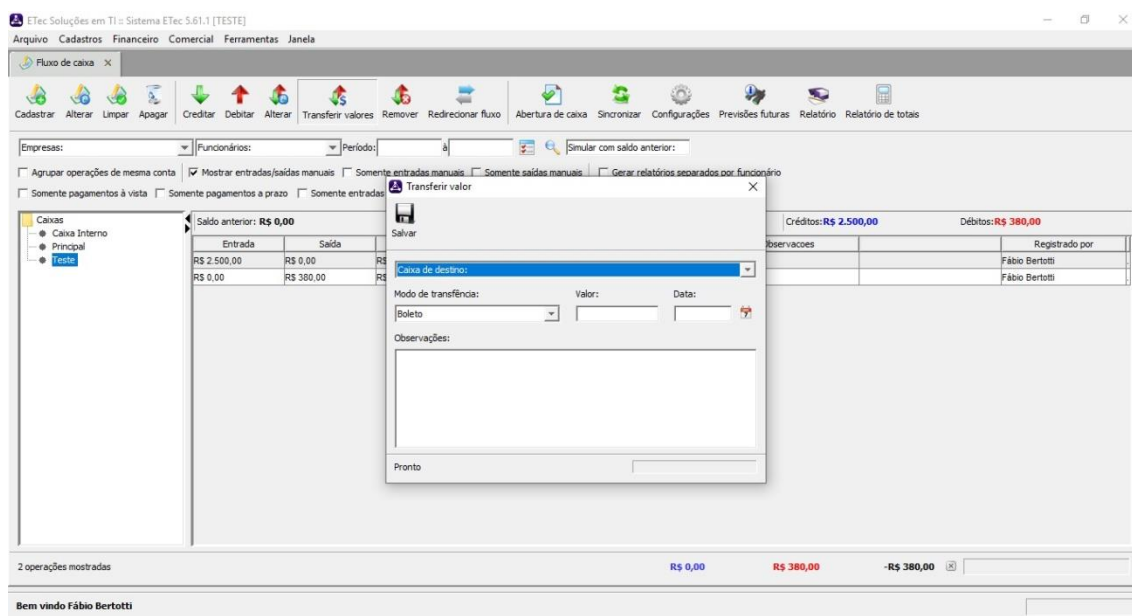 ETec Soluções em TI :: Sistema ETec 5.61.1 [TESTE]
Arquivo Cadastros Financeiro Comercial Ferramentas Janela
Fluxo de caixa
Cadastrar Alterar Limpar Apagar Creditar Debitar Alterar Transferir valores Remover Redirecionar fluxo Abertura de caixa Sincronizar Configurações Previsões futuras Relatório Relatório de totais
Empresas: Funcionários: Período: à Simular com saldo anterior:
Agrupar operações de mesma conta Mostrar entradas/saídas manuais Somente entradas manuais Somente saídas manuais Gerar relatórios separados por funcionário
Somente pagamentos à vista Somente pagamentos a prazo Somente entradas
Caixas
Caixa Interno
Principal
Teste
Saldo anterior: R$ 0,00 Créditos: R$ 2.500,00 Débitos: R$ 380,00
Entrada Saída bservacoes Registrado por
R$ 2.500,00 R$ 0,00 R$ Fábio Bertotti
R$ 0,00 R$ 380,00 R$ Fábio Bertotti
Transferir valor
Salvar
Caixa de destino:
Modo de transfência: Valor: Data:
Boleto
Observações:
Pronto
2 operações mostradas R$ 0,00 R$ 380,00 -R$ 380,00
Bem vindo Fábio Bertotti